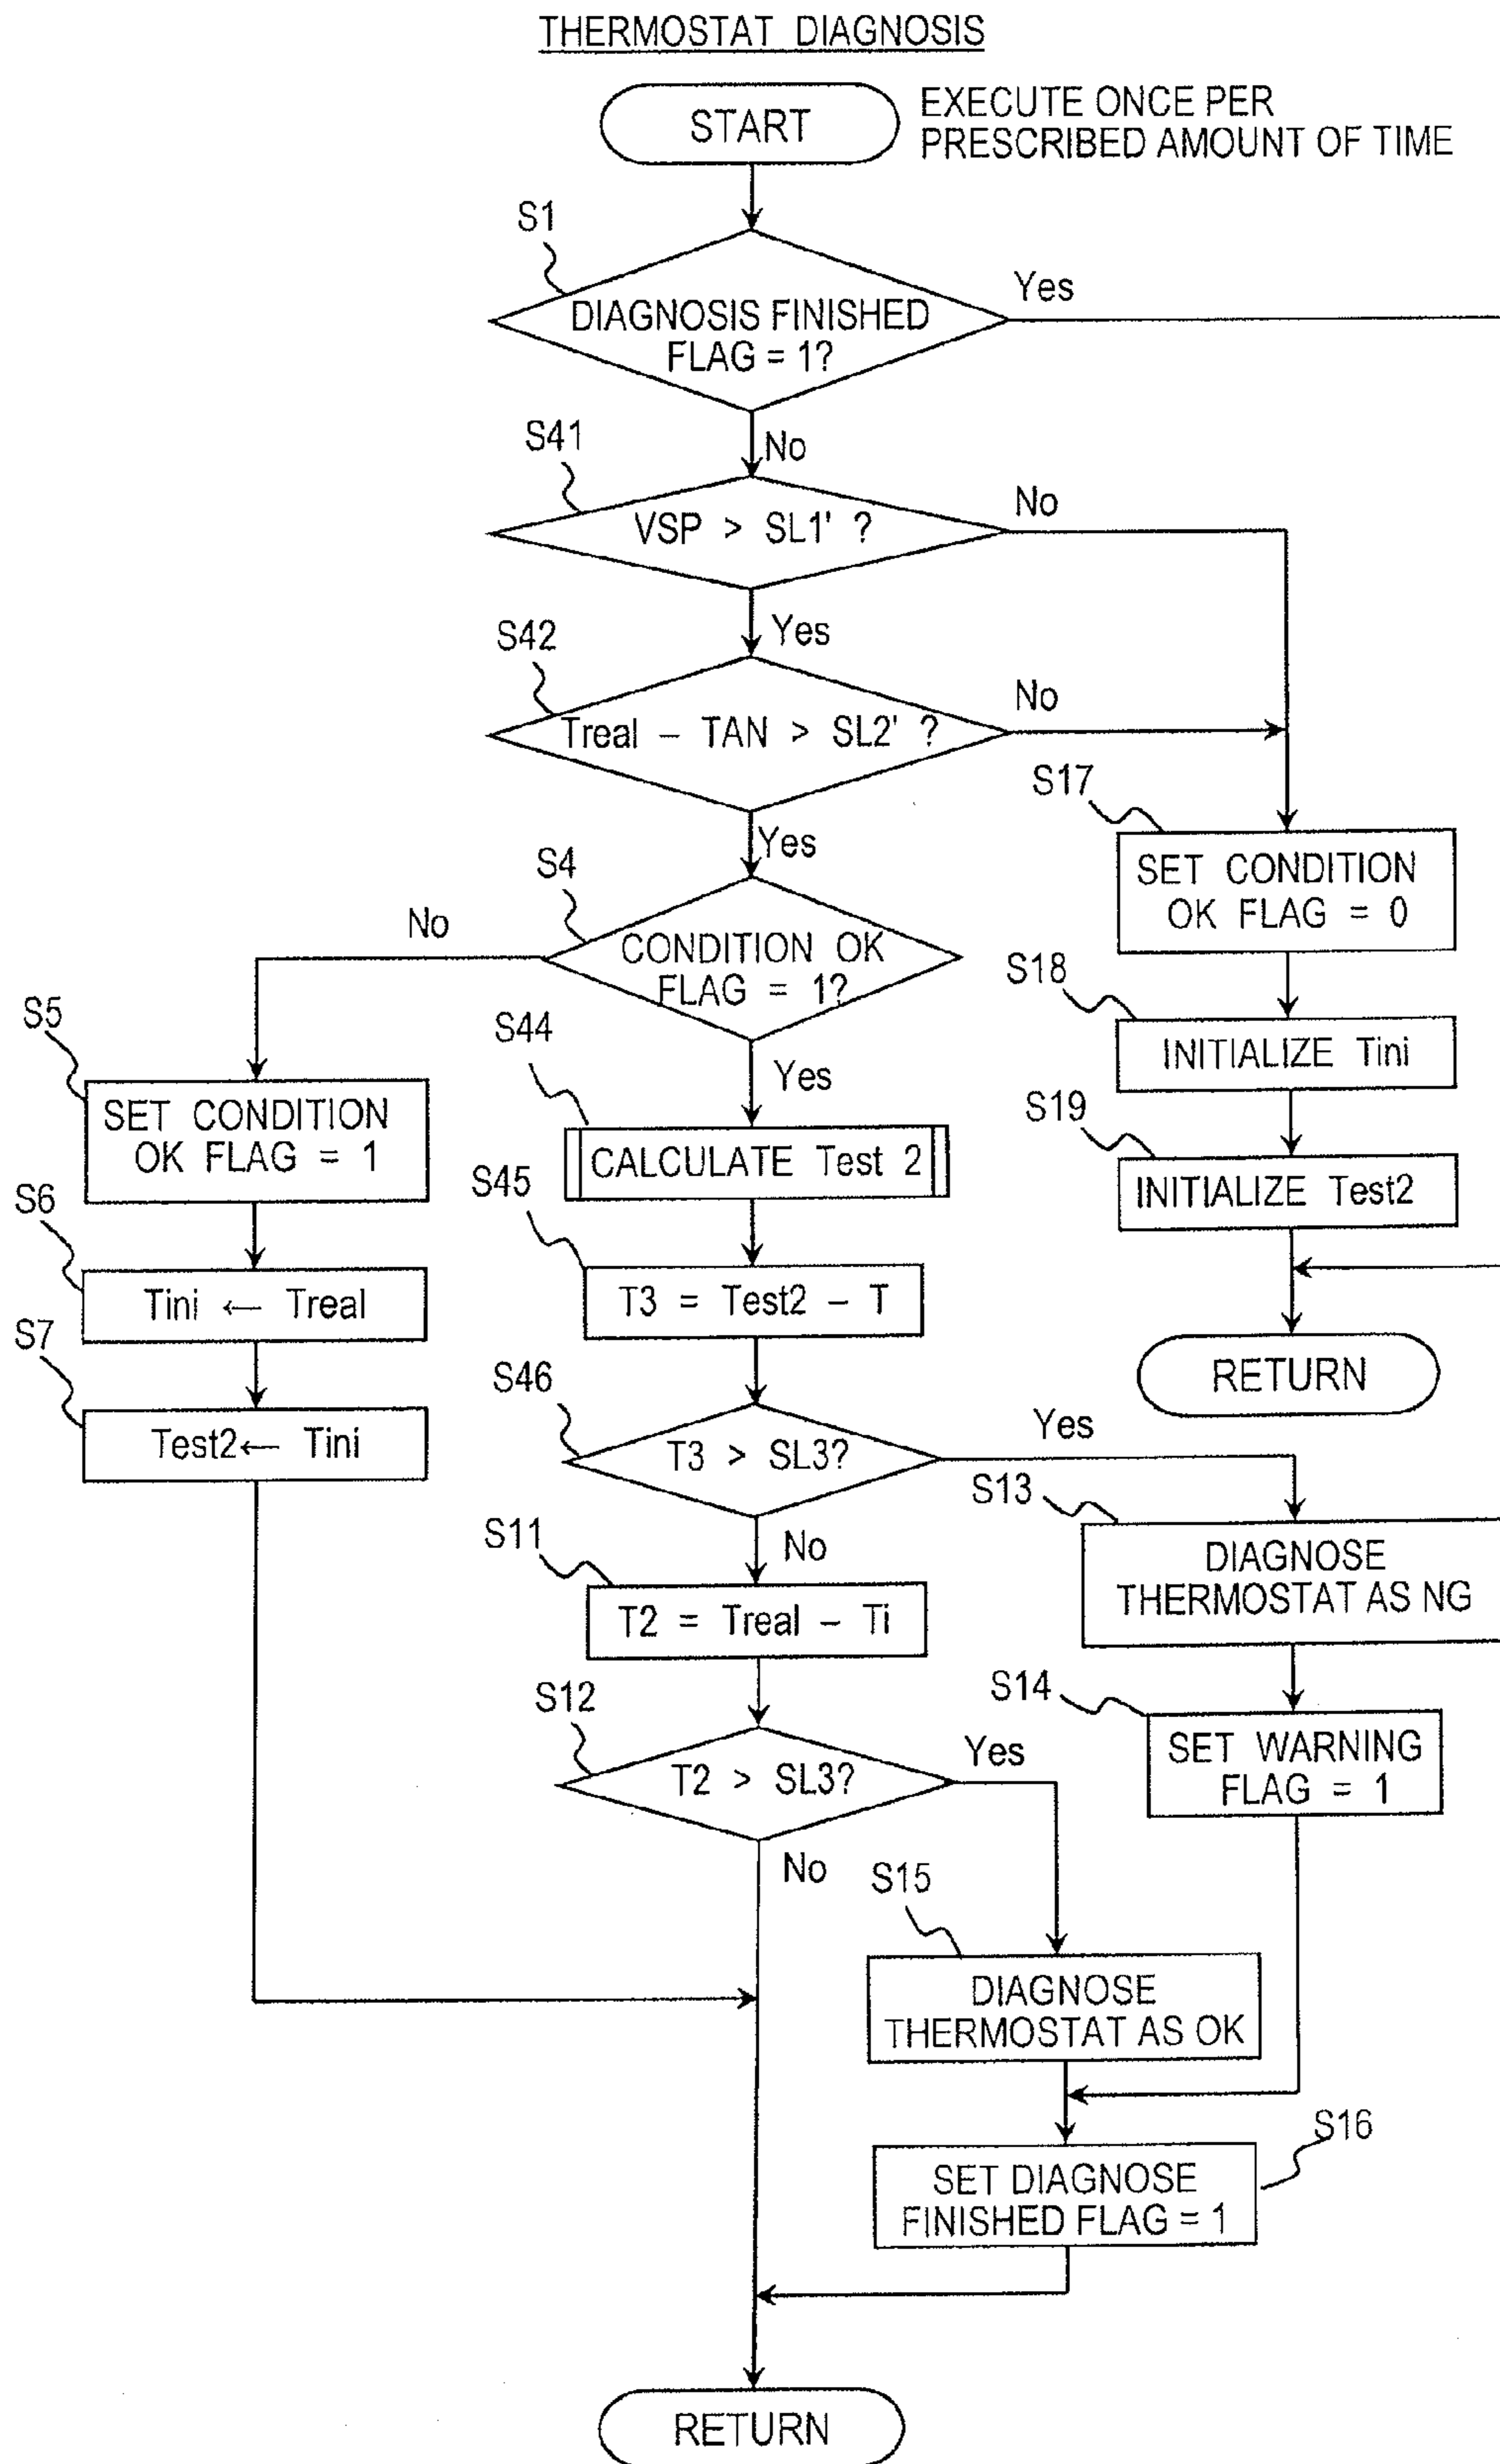 THERMOSTAT DIAGNOSIS
START
EXECUTE ONCE PER
PRESCRIBED AMOUNT OF TIME
S1
DIAGNOSIS FINISHED
FLAG = 1?
Yes
No
S41
VSP > SL1' ?
No
Yes
S42
Treal – TAN > SL2' ?
No
Yes
S17
SET CONDITION
OK FLAG = 0
S4
CONDITION OK
FLAG = 1?
No
Yes
S18
INITIALIZE Tini
S5
SET CONDITION
OK FLAG = 1
S44
CALCULATE Test 2
S19
INITIALIZE Test2
S6
Tini ← Treal
S45
T3 = Test2 – T
RETURN
S7
Test2← Tini
S46
T3 > SL3?
Yes
No
S13
DIAGNOSE
THERMOSTAT AS NG
S11
T2 = Treal – Ti
S14
SET WARNING
FLAG = 1
S12
T2 > SL3?
Yes
No
S15
DIAGNOSE
THERMOSTAT AS OK
S16
SET DIAGNOSE
FINISHED FLAG = 1
RETURN